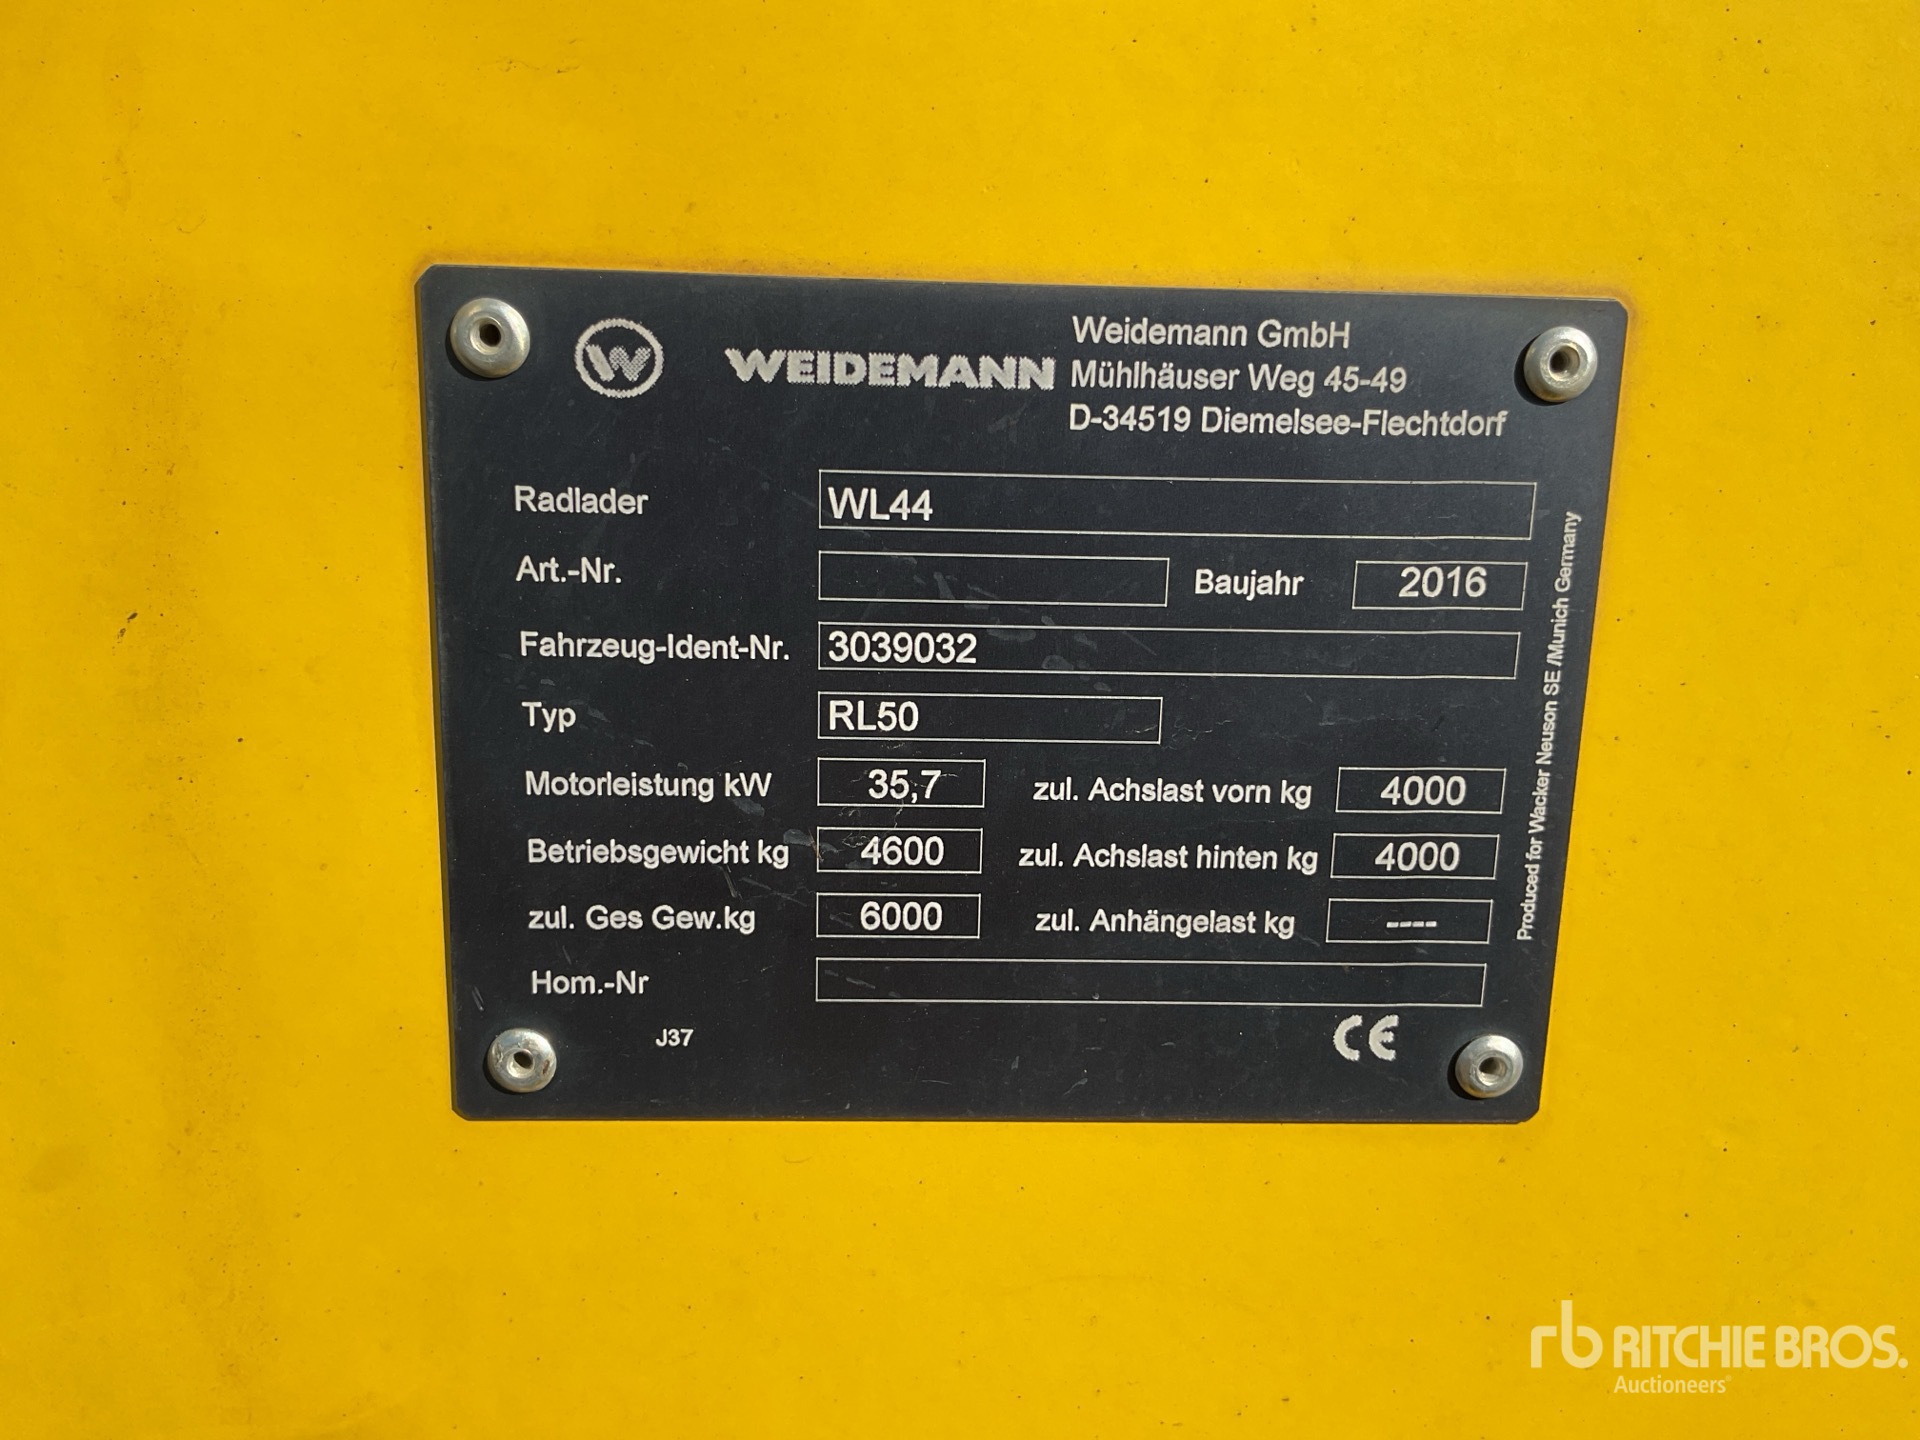 W WEIDEMANN
Weidemann GmbH
Mühlhäuser Weg 45-49
D-34519 Diemelsee-Flechtdorf
Radlader WL44
Art.-Nr. Baujahr 2016
Fahrzeug-Ident-Nr. 3039032
Typ RL50
Motorleistung kW 35,7 zul. Achslast vorn kg 4000
Betriebsgewicht kg 4600 zul. Achslast hinten kg 4000
zul. Ges Gew.kg 6000 zul. Anhängelast kg ----
Hom.-Nr
J37 CE
Produced for Wacker Neuson SE /Munich Germany
rb RITCHIE BROS.
Auctioneers